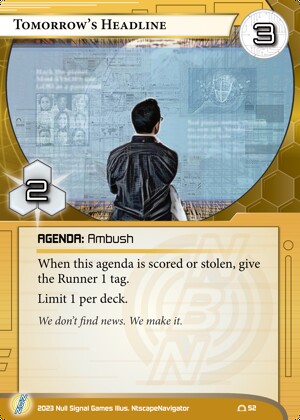 Tomorrow's Headline
3
2
AGENDA: Ambush
When this agenda is scored or stolen, give
the Runner 1 tag.
Limit 1 per deck.
We don't find news. We make it.
NBN
2023 Null Signal Games Illus. NtscapeNavigator
52